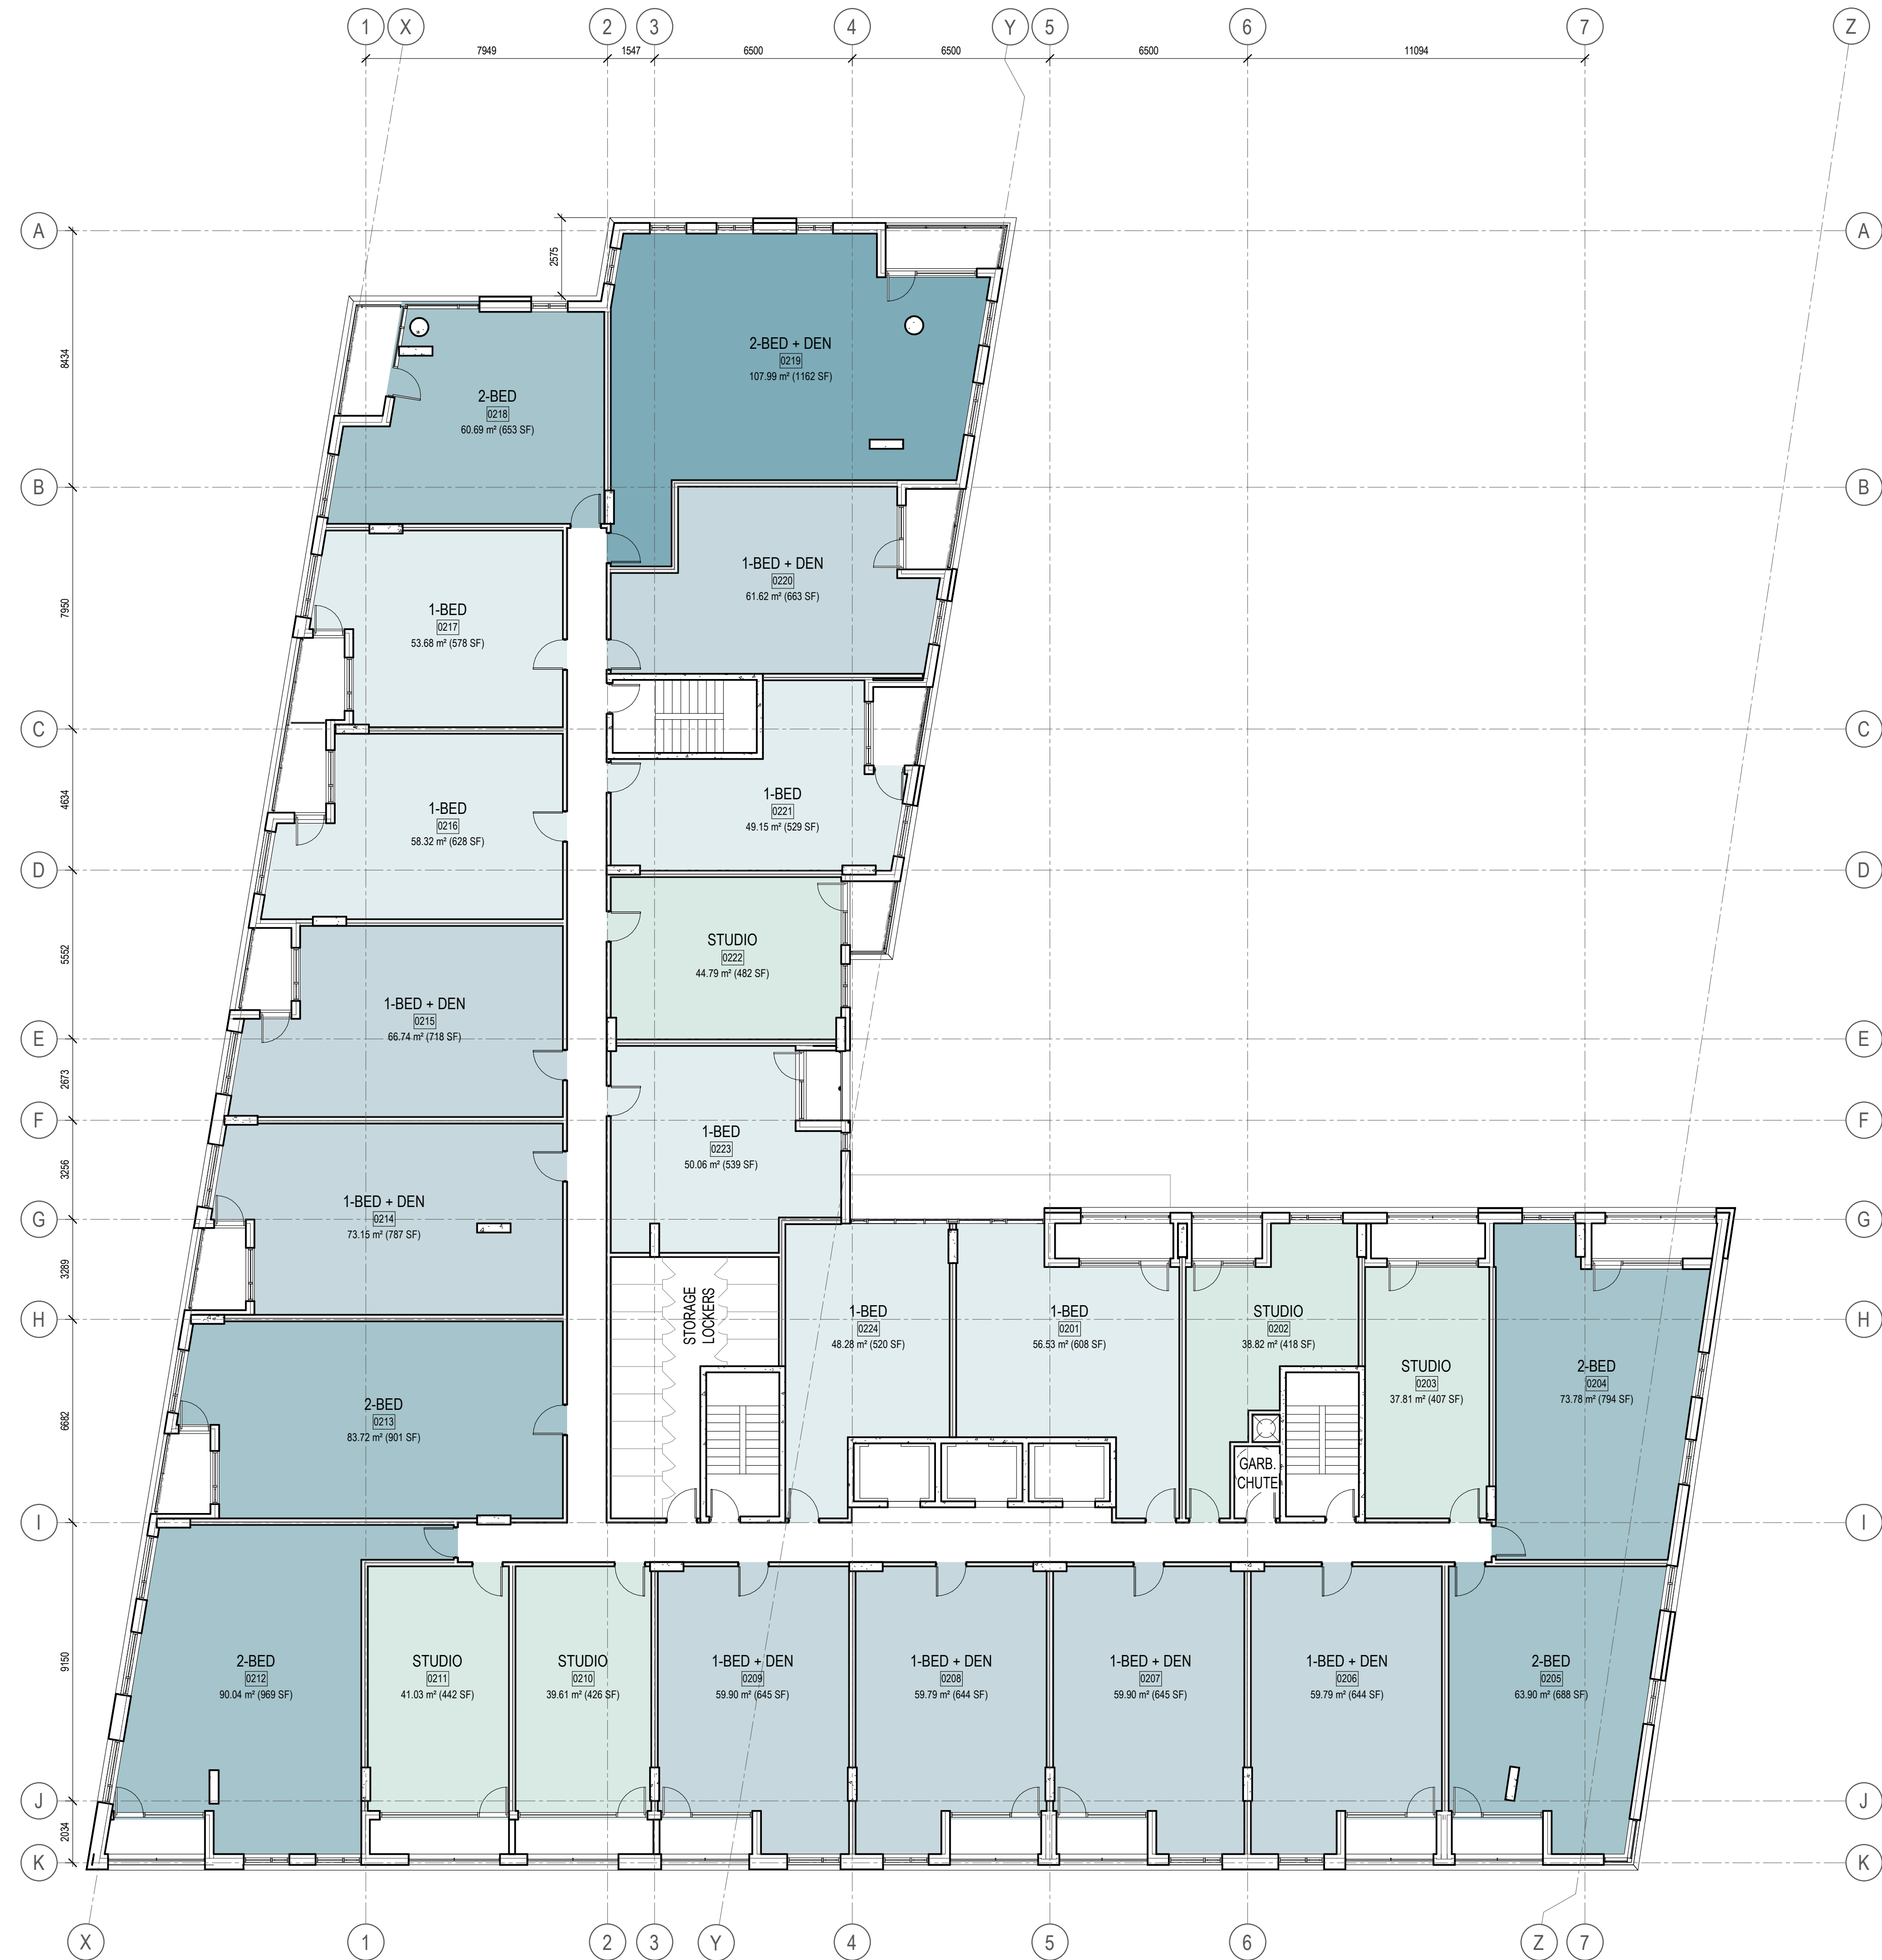 1
X
2
3
4
Y
5
6
7
Z
7949
1547
6500
6500
6500
11094
A
A
2575
8434
2-BED + DEN
0219
107.99 m² (1162 SF)
2-BED
0218
60.69 m² (653 SF)
B
B
7950
1-BED + DEN
0220
61.62 m² (663 SF)
1-BED
0217
53.68 m² (578 SF)
C
C
4634
1-BED
0221
49.15 m² (529 SF)
1-BED
0216
58.32 m² (628 SF)
D
D
5552
STUDIO
0222
44.79 m² (482 SF)
1-BED + DEN
0215
66.74 m² (718 SF)
E
E
2673
F
F
3256
1-BED
0223
50.06 m² (539 SF)
1-BED + DEN
0214
73.15 m² (787 SF)
G
G
3289
STORAGE
LOCKERS
1-BED
0224
48.28 m² (520 SF)
1-BED
0201
56.53 m² (608 SF)
STUDIO
0202
38.82 m² (418 SF)
H
H
6682
STUDIO
0203
37.81 m² (407 SF)
2-BED
0204
73.78 m² (794 SF)
2-BED
0213
83.72 m² (901 SF)
GARB.
CHUTE
I
I
9150
2-BED
0212
90.04 m² (969 SF)
STUDIO
0211
41.03 m² (442 SF)
STUDIO
0210
39.61 m² (426 SF)
1-BED + DEN
0209
59.90 m² (645 SF)
1-BED + DEN
0208
59.79 m² (644 SF)
1-BED + DEN
0207
59.90 m² (645 SF)
1-BED + DEN
0206
59.79 m² (644 SF)
2-BED
0205
63.90 m² (688 SF)
J
J
2034
K
K
X
1
2
3
Y
4
5
6
Z
7